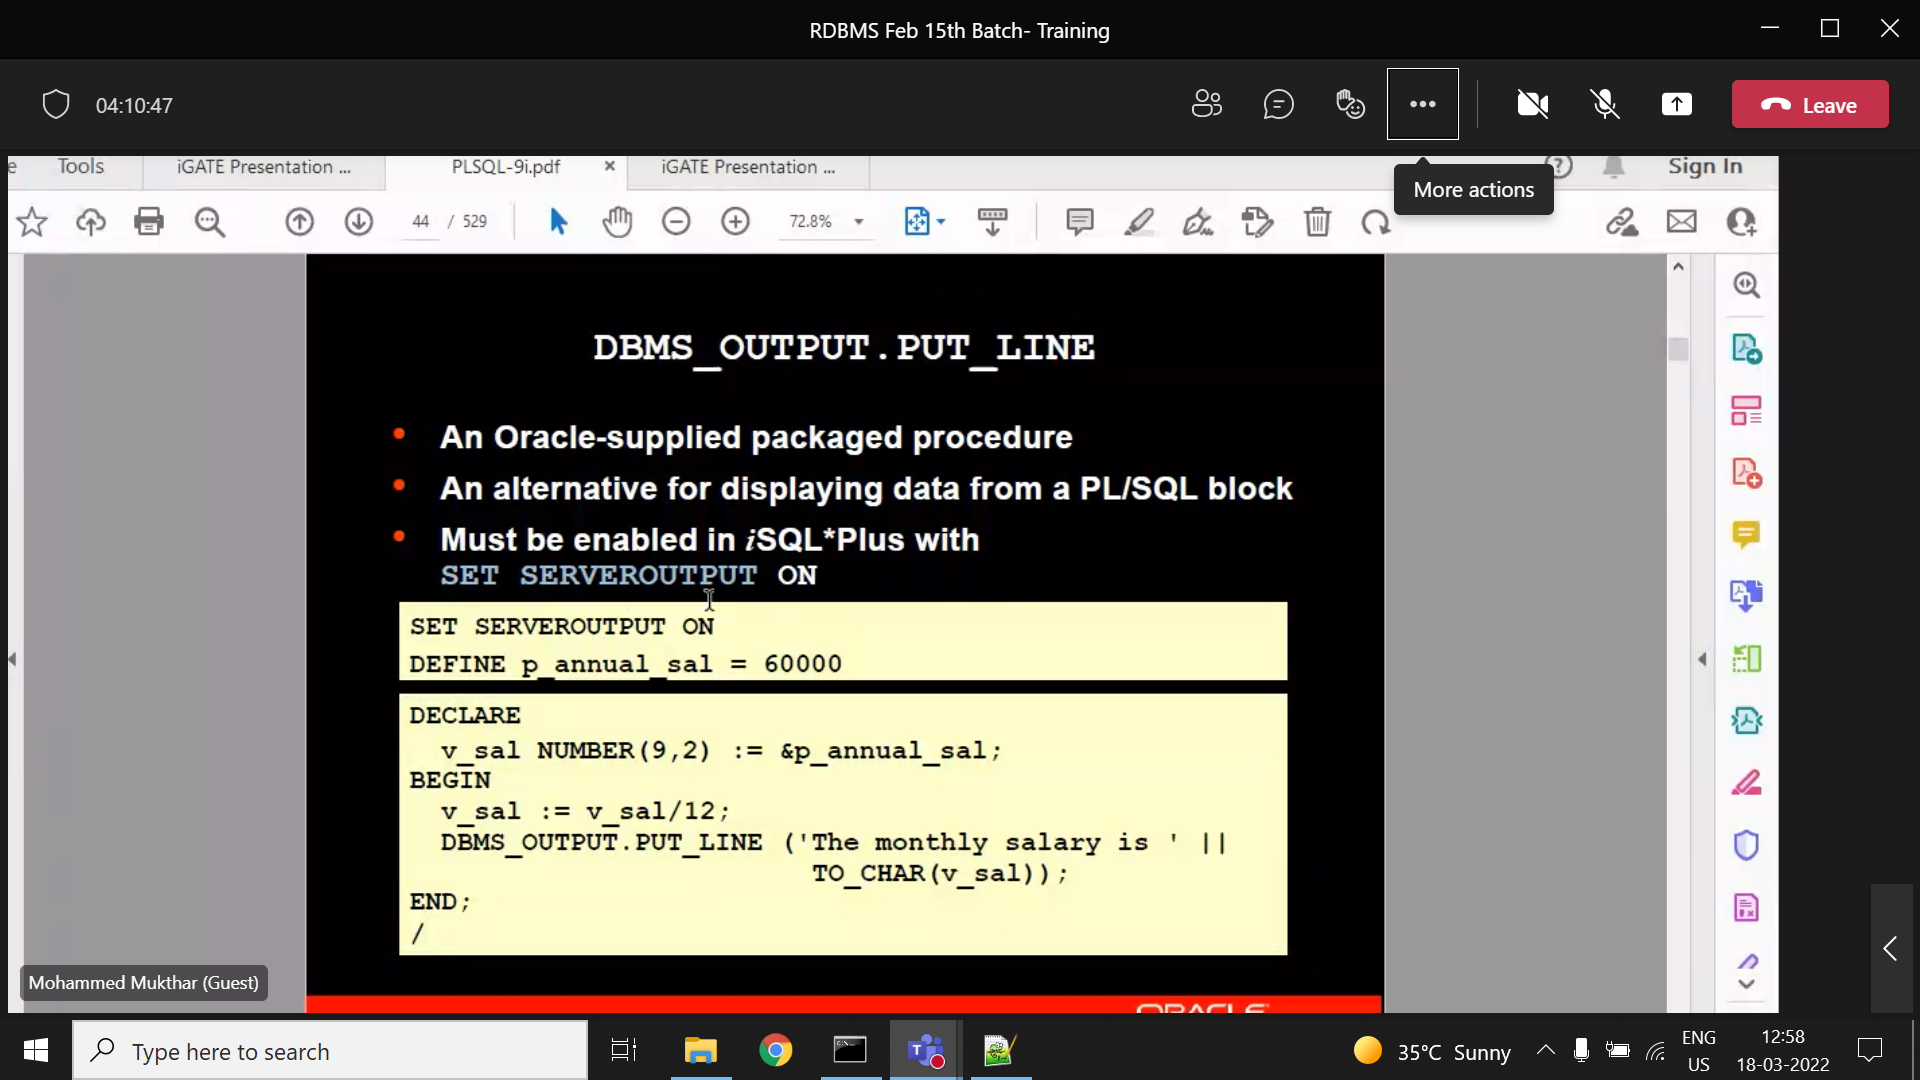 RDBMS Feb 15th Batch- Training
04:10:47
Leave
Tools
iGATE Presentation ...
PLSQL-9i.pdf
iGATE Presentation ...
Sign In
More actions
44 / 529
72.8%
DBMS_OUTPUT.PUT_LINE
• An Oracle-supplied packaged procedure
• An alternative for displaying data from a PL/SQL block
• Must be enabled in iSQL*Plus with
SET SERVEROUTPUT ON
SET SERVEROUTPUT ON
DEFINE p_annual_sal = 60000
DECLARE
v_sal NUMBER(9,2) := &p_annual_sal;
BEGIN
v_sal := v_sal/12;
DBMS_OUTPUT.PUT_LINE ('The monthly salary is ' ||
TO_CHAR(v_sal));
END;
/
Mohammed Mukthar (Guest)
ORACLE
Type here to search
35°C Sunny
ENG
US
12:58
18-03-2022